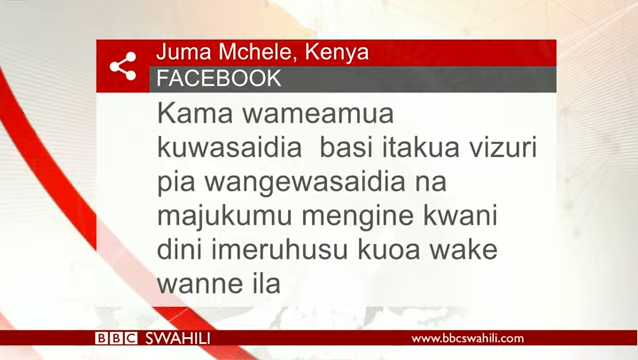 Juma Mchele, Kenya
FACEBOOK
Kama wameamua
kuwasaidia basi itakua vizuri
pia wangewasaidia na
majukumu mengine kwani
dini imeruhusu kuoa wake
wanne ila
BBC SWAHILI www.bbcswahili.com